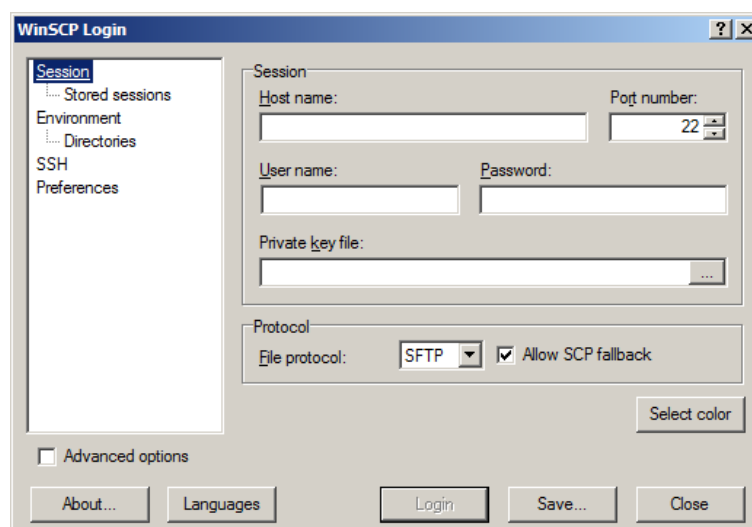 WinSCP Login
Session
Stored sessions
Environment
Directories
SSH
Preferences
Advanced options
Session
Host name:
Port number:
22
User name:
Password:
Private key file:
...
Protocol
File protocol:
SFTP
Allow SCP fallback
Select color
About...
Languages
Login
Save...
Close